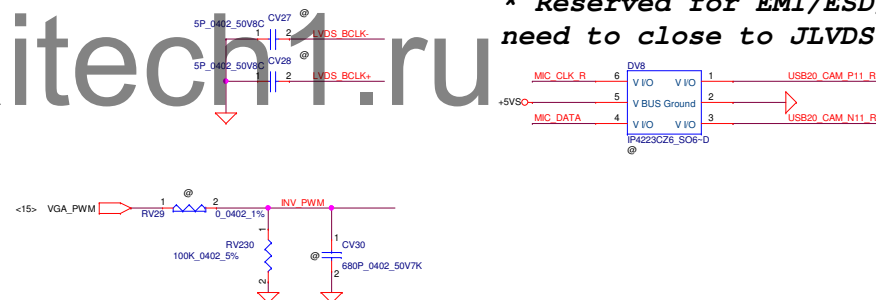 * Reserved for EMI/ESD,
need to close to JLVDS
itech1.ru
@
CV27
5P_0402_50V8C
1 2 LVDS_BCLK-
@
CV28
5P_0402_50V8C
1 2 LVDS_BCLK+
DV8
MIC_CLK_R 6 V I/O V I/O 1 USB20_CAM_P11_R
+5VS 5 V BUS Ground 2
MIC_DATA 4 V I/O V I/O 3 USB20_CAM_N11_R
IP4223CZ6_SO6~D
@
@
<15> VGA_PWM 1 2 INV_PWM
RV29 0_0402_1%
1
RV230
100K_0402_5%
2
1
CV30
@
680P_0402_50V7K
2